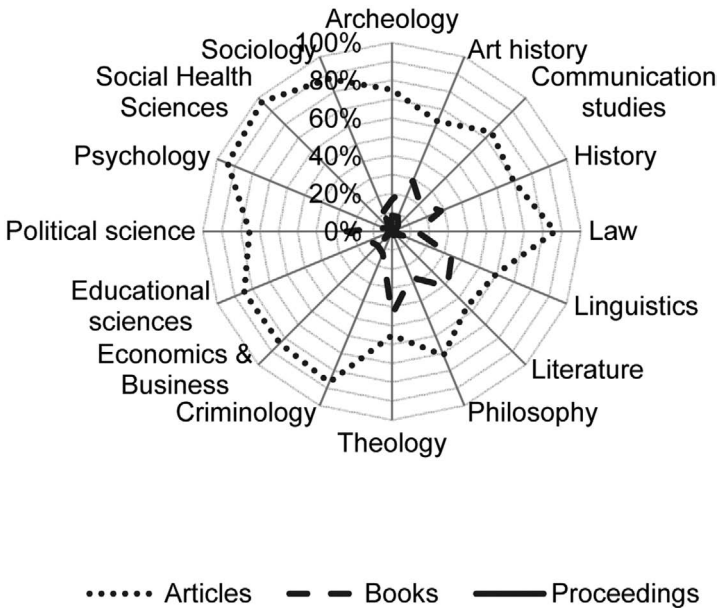 Archeology
100%
Sociology
Art history
80%
Social Health
Sciences
Communication
studies
60%
Psychology
40%
History
20%
Political science
0%
Law
Educational
sciences
Linguistics
Economics &
Business
Literature
Criminology
Philosophy
Theology
Articles
Books
Proceedings